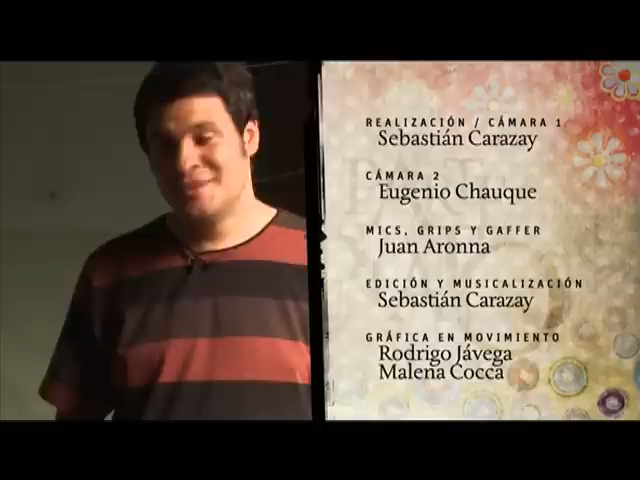 REALIZACIÓN / CÁMARA 1
Sebastián Carazay
CÁMARA 2
Eugenio Chauque
MICS, GRIPS Y GAFFER
Juan Aronna
EDICIÓN Y MUSICALIZACIÓN
Sebastián Carazay
GRÁFICA EN MOVIMIENTO
Rodrigo Jávega
Malena Cocca